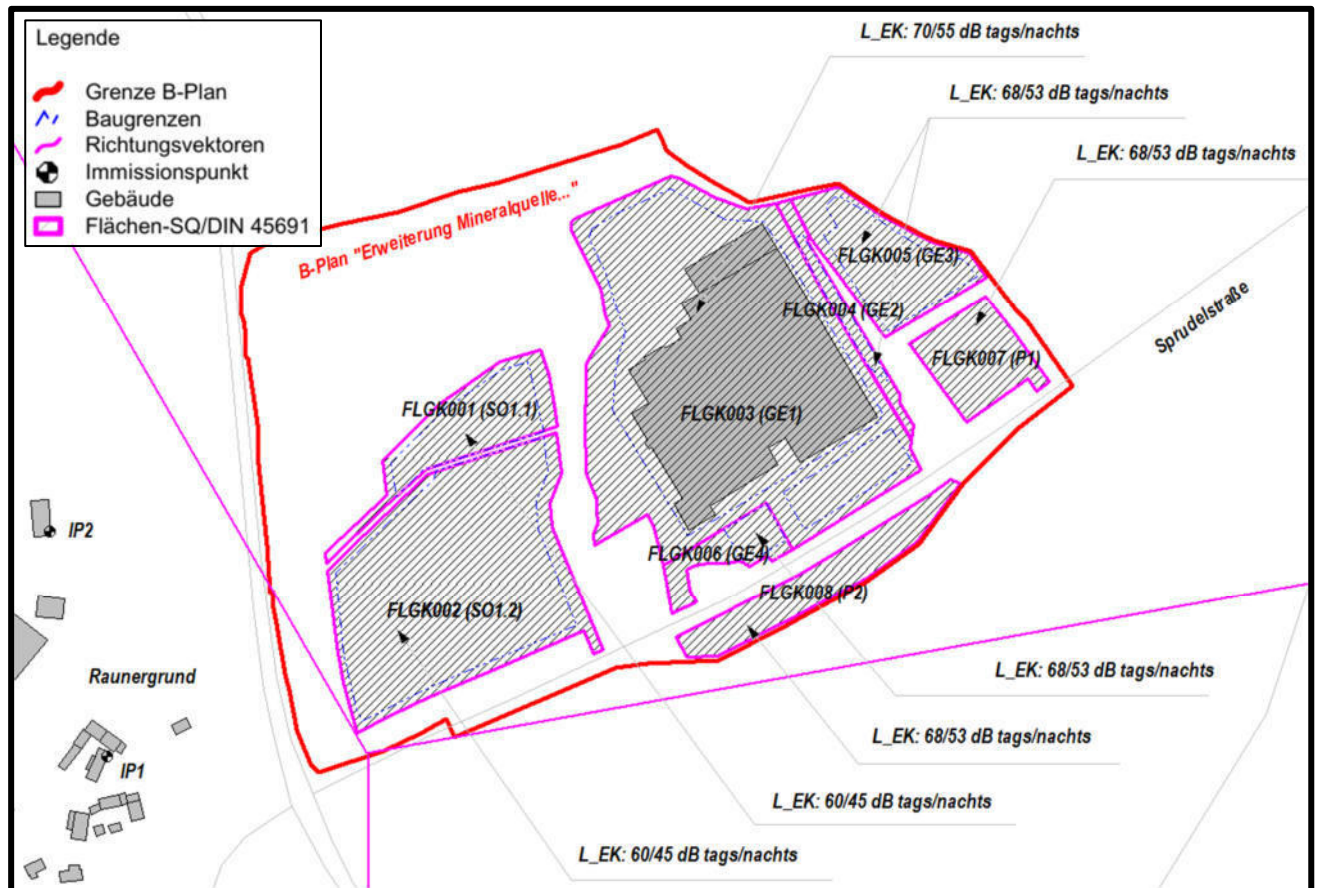 Legende
Grenze B-Plan
Baugrenzen
Richtungsvektoren
Immissionspunkt
Gebäude
Flächen-SQ/DIN 45691
L_EK: 70/55 dB tags/nachts
L_EK: 68/53 dB tags/nachts
L_EK: 68/53 dB tags/nachts
B-Plan "Erweiterung Mineralquelle..."
FLGK005 (GE3)
FLGK004 (GE2)
Sprudelstraße
FLGK007 (P1)
FLGK001 (SO1.1)
FLGK003 (GE1)
IP2
FLGK006 (GE4)
FLGK008 (P2)
FLGK002 (SO1.2)
Raunergrund
L_EK: 68/53 dB tags/nachts
L_EK: 68/53 dB tags/nachts
IP1
L_EK: 60/45 dB tags/nachts
L_EK: 60/45 dB tags/nachts